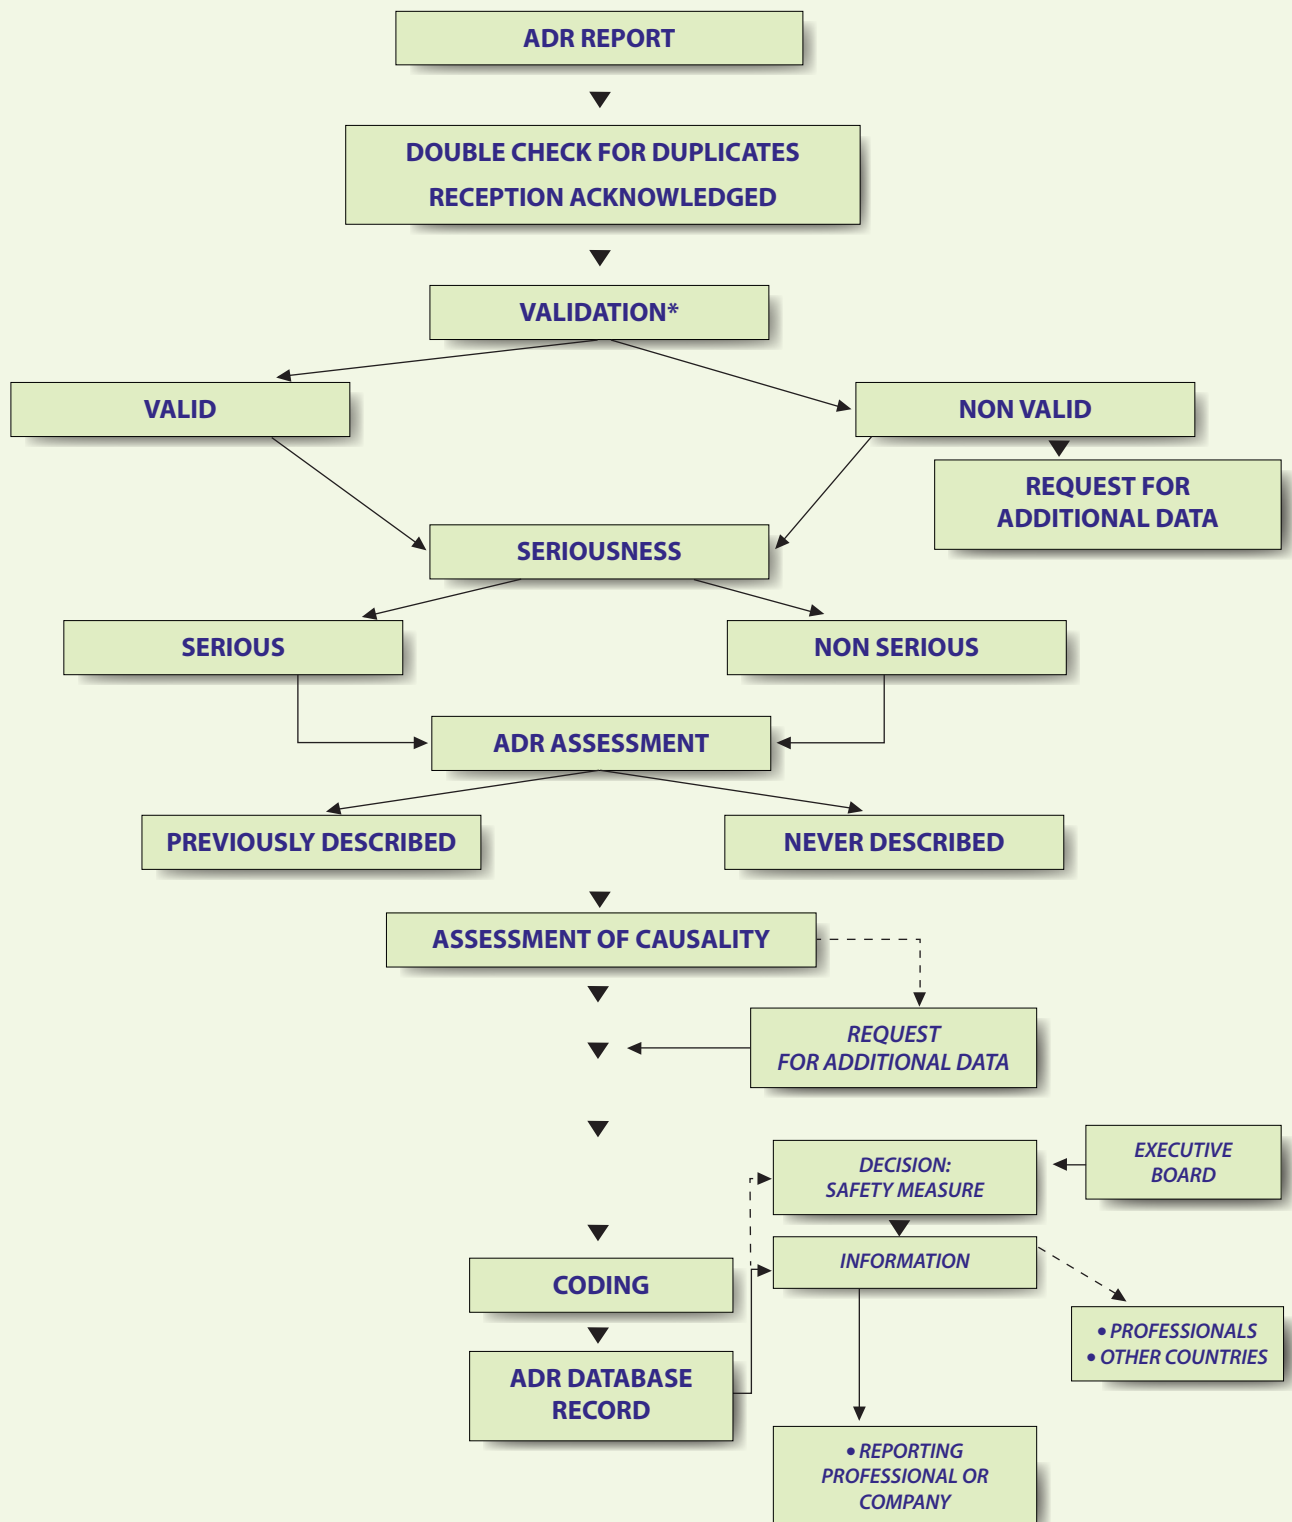 ADR REPORT
DOUBLE CHECK FOR DUPLICATES
RECEPTION ACKNOWLEDGED
VALIDATION*
VALID
NON VALID
REQUEST FOR
ADDITIONAL DATA
SERIOUSNESS
SERIOUS
NON SERIOUS
ADR ASSESSMENT
PREVIOUSLY DESCRIBED
NEVER DESCRIBED
ASSESSMENT OF CAUSALITY
REQUEST
FOR ADDITIONAL DATA
DECISION:
SAFETY MEASURE
EXECUTIVE
BOARD
INFORMATION
CODING
• PROFESSIONALS
• OTHER COUNTRIES
ADR DATABASE
RECORD
• REPORTING
PROFESSIONAL OR
COMPANY